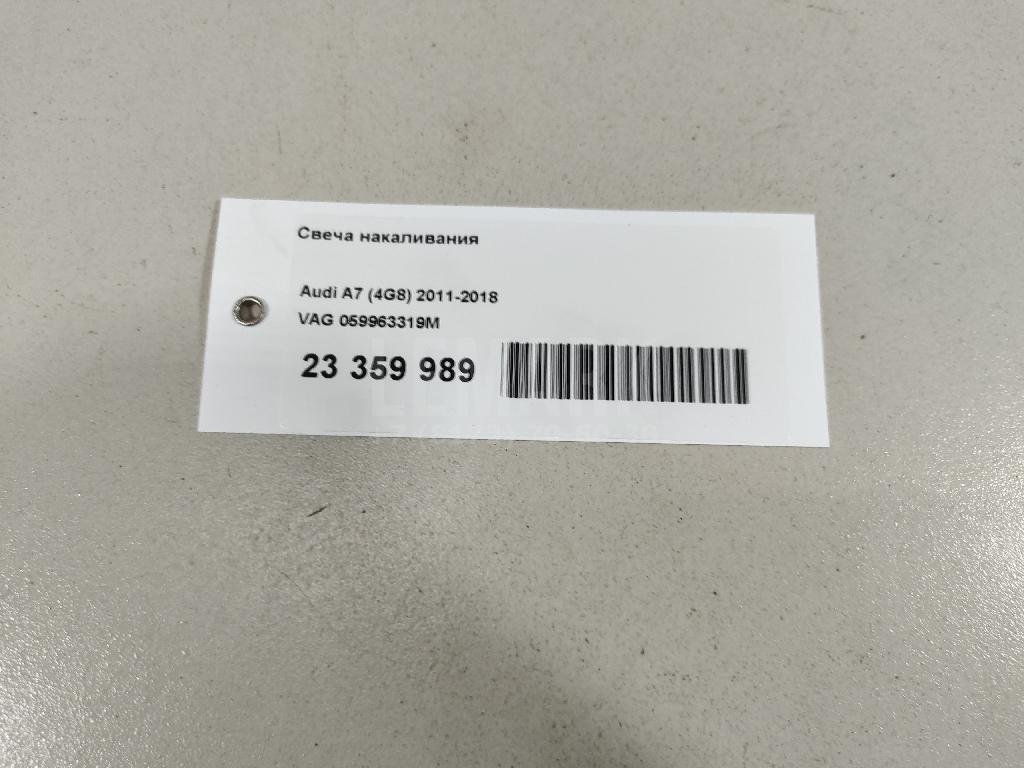 Свеча накаливания
Audi A7 (4G8) 2011-2018
VAG 059963319M
23 359 989